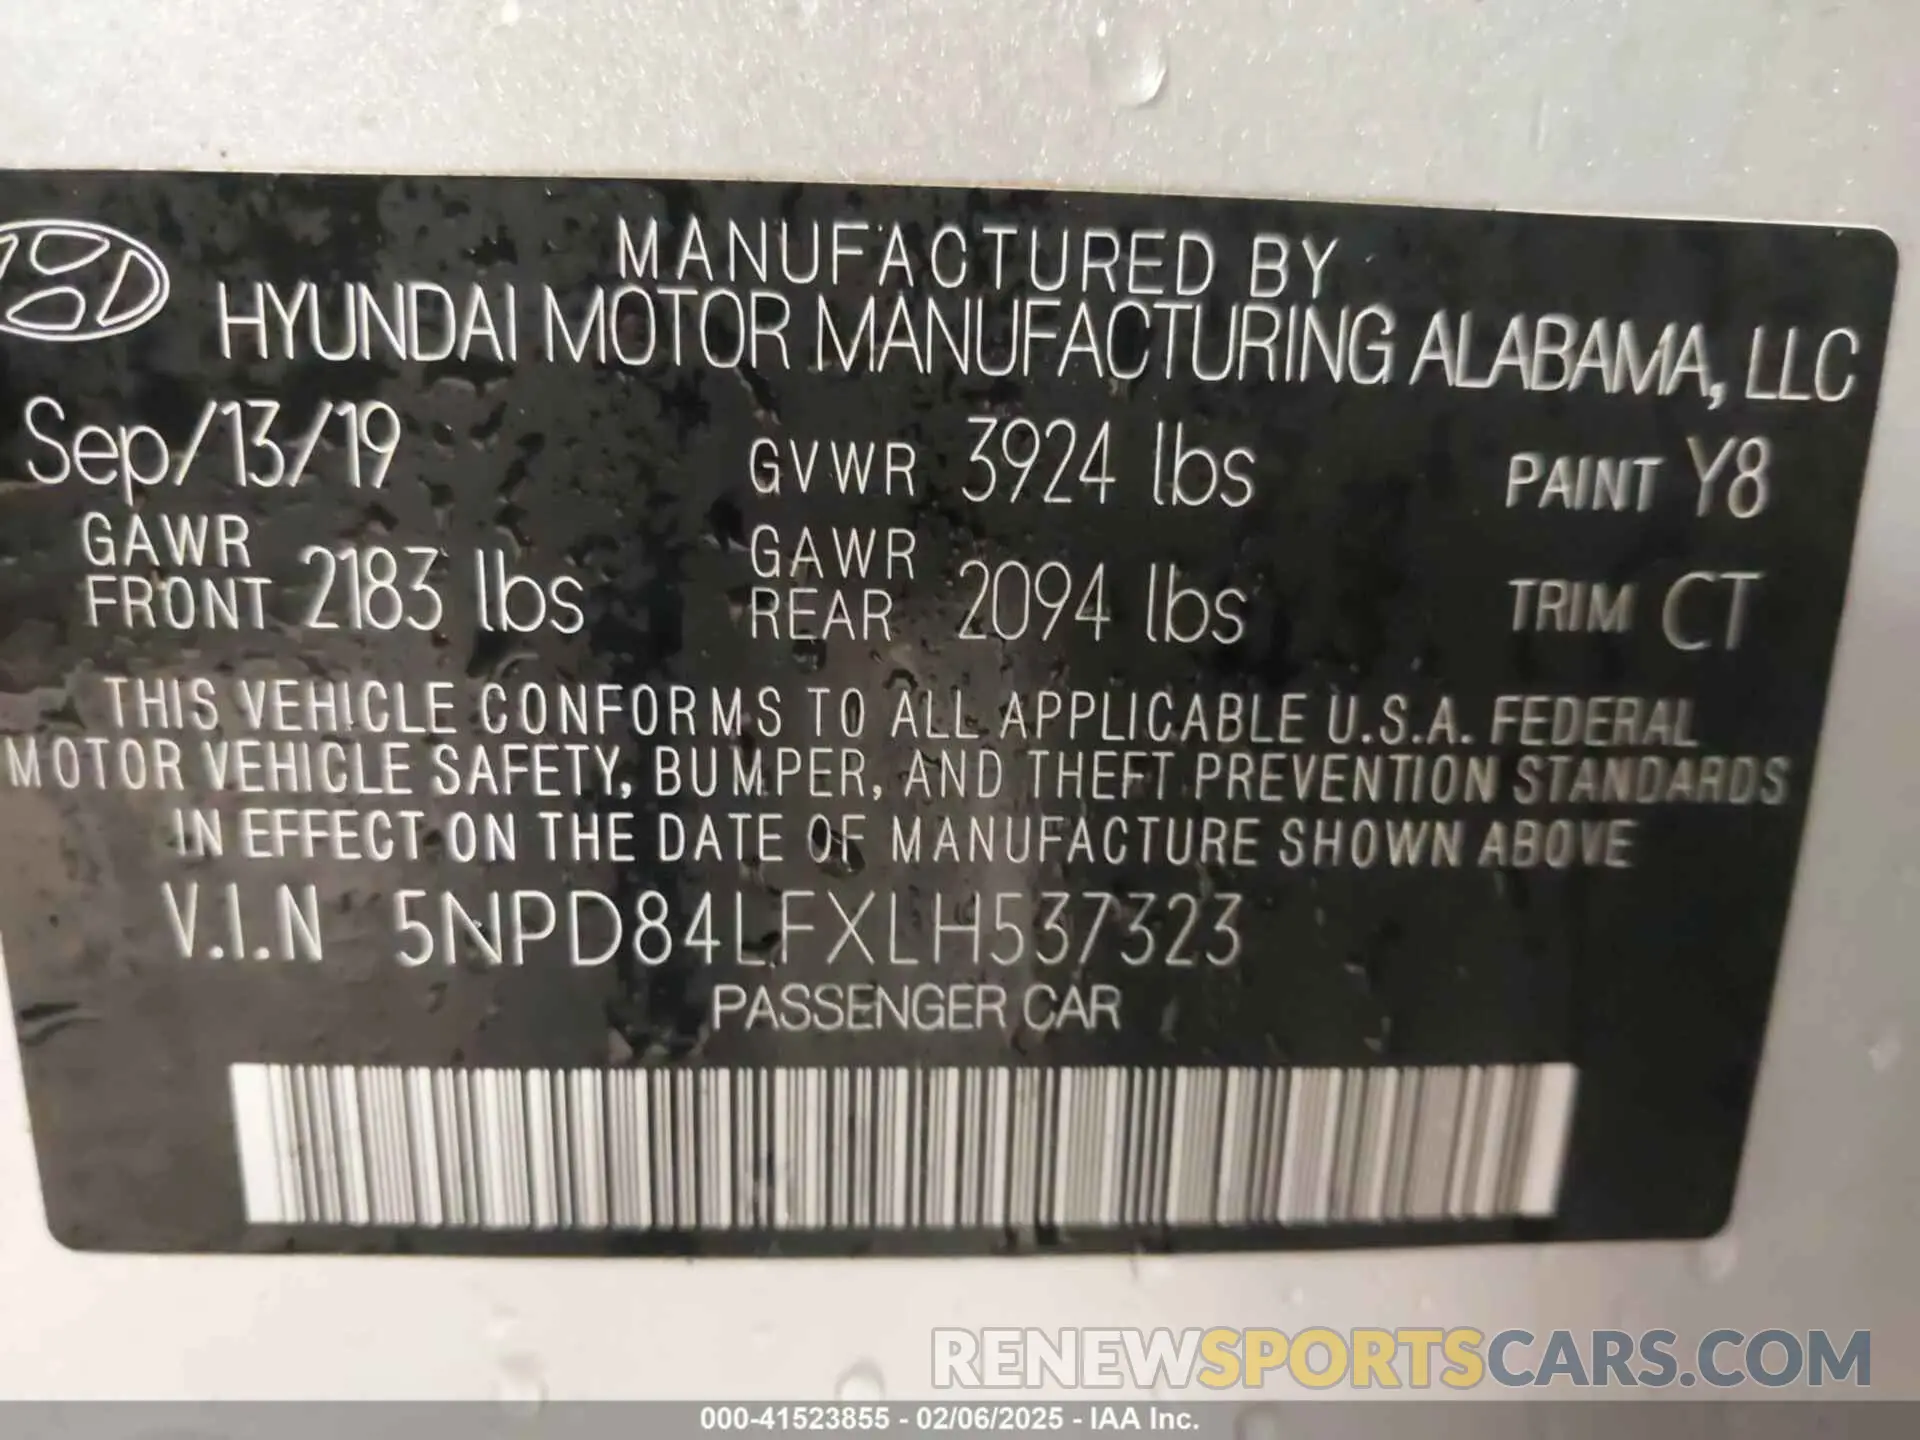 MANUFACTURED BY
HYUNDAI MOTOR MANUFACTURING ALABAMA, LLC
Sep/13/19 GVWR 3924 lbs PAINT Y8
GAWR FRONT 2183 lbs GAWR REAR 2094 lbs TRIM CT
THIS VEHICLE CONFORMS TO ALL APPLICABLE U.S.A. FEDERAL
MOTOR VEHICLE SAFETY, BUMPER, AND THEFT PREVENTION STANDARDS
IN EFFECT ON THE DATE OF MANUFACTURE SHOWN ABOVE
V.I.N 5NPD84LFXLH537323
PASSENGER CAR
RENEWSPORTSCARS.COM
000-41523855 - 02/06/2025 - IAA Inc.